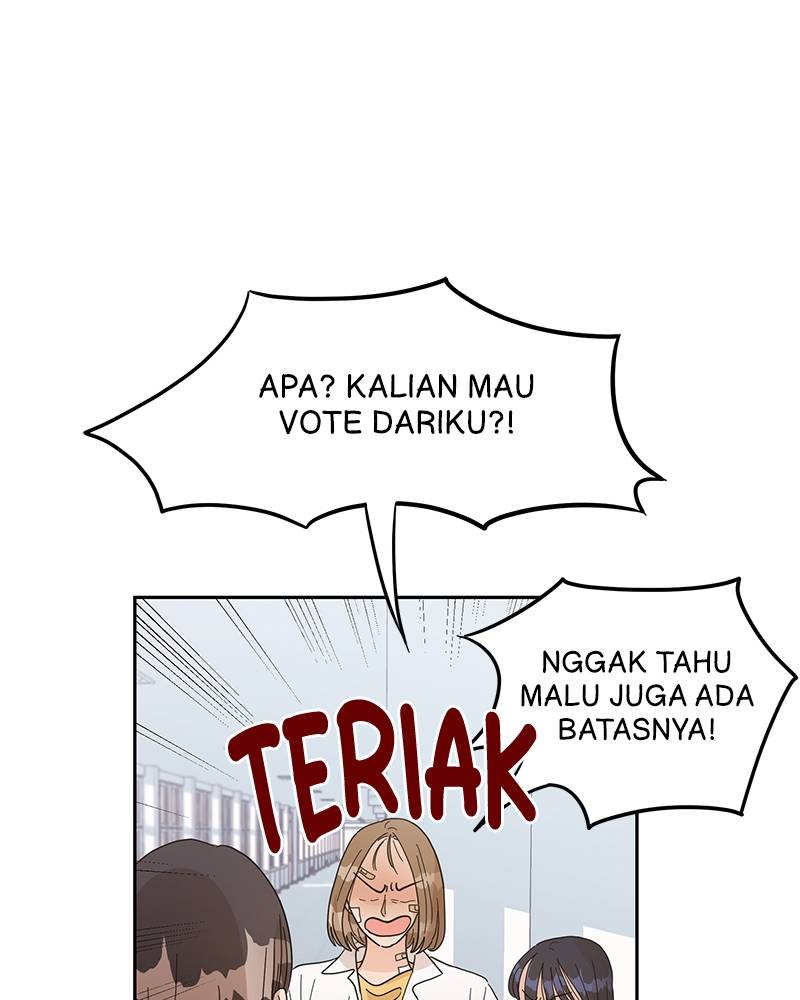 APA? KALIAN MAU
VOTE DARIKU?!
NGGAK TAHU
MALU JUGA ADA
BATASNYA!
TERIAK